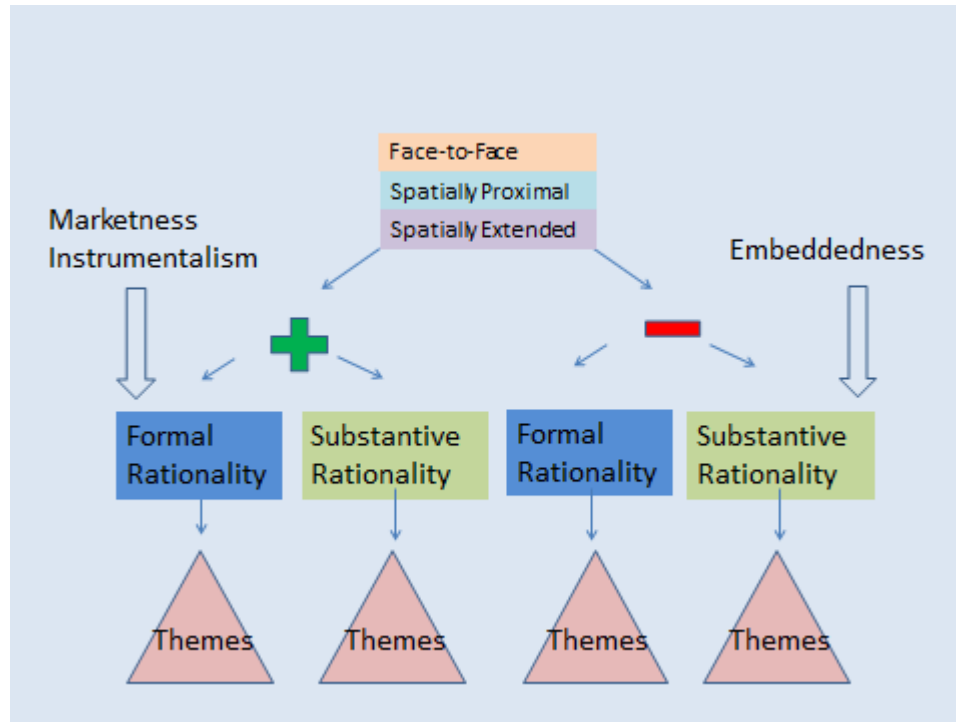 Face-to-Face
Spatially Proximal
Spatially Extended
Marketness
Instrumentalism
Embeddedness
Formal
Rationality
Substantive
Rationality
Formal
Rationality
Substantive
Rationality
Themes
Themes
Themes
Themes